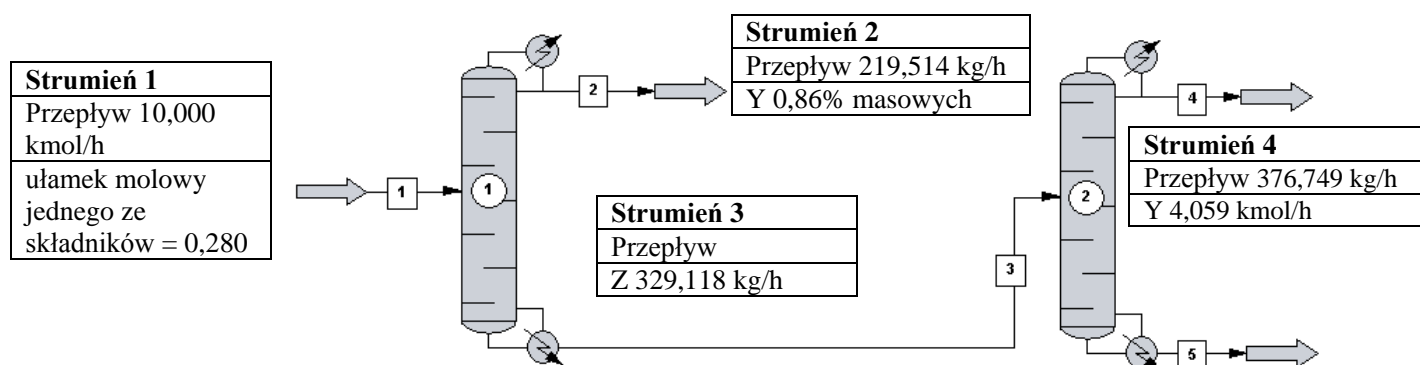 Strumień 1
Przepływ 10,000
kmol/h
ułamek molowy
jednego ze
składników = 0,280
1
1
2
Strumień 2
Przepływ 219,514 kg/h
Y 0,86% masowych
Strumień 3
Przepływ
Z 329,118 kg/h
3
2
4
Strumień 4
Przepływ 376,749 kg/h
Y 4,059 kmol/h
5